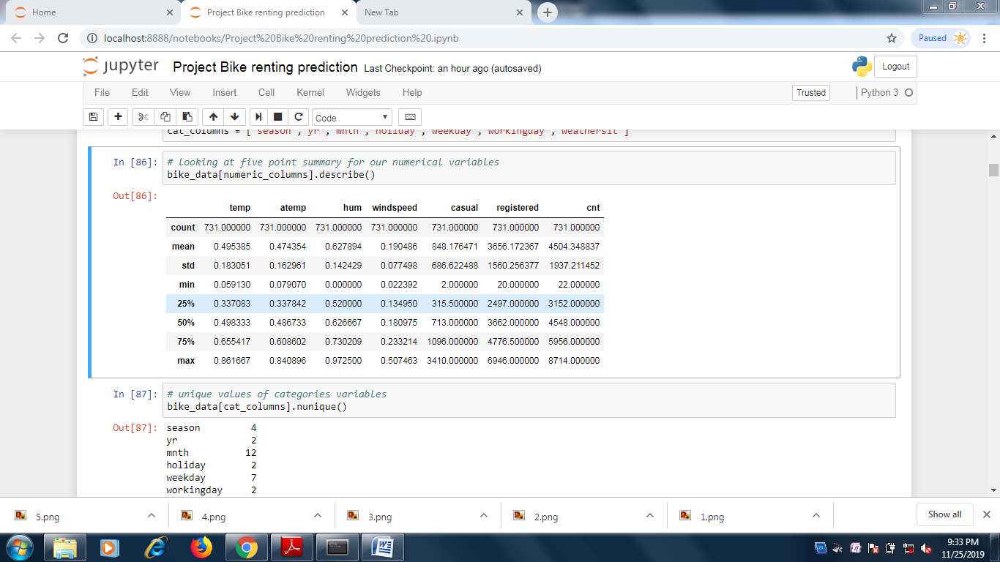 Home
Project Bike renting prediction
New Tab
localhost:8888/notebooks/Project%20Bike%20renting%20prediction%20.ipynb
Paused
jupyter Project Bike renting prediction Last Checkpoint: an hour ago (autosaved)
Logout
File Edit View Insert Cell Kernel Widgets Help
Trusted
Python 3
Code
cat_columns = ['season', 'yr', 'mnth', 'holiday', 'weekday', 'workingday', 'weathersit']
In [86]: # looking at five point summary for our numerical variables
bike_data[numeric_columns].describe()
Out[86]:
temp atemp hum windspeed casual registered cnt
count 731.000000 731.000000 731.000000 731.000000 731.000000 731.000000 731.000000
mean 0.495385 0.474354 0.627894 0.190486 848.176471 3656.172367 4504.348837
std 0.183051 0.162961 0.142429 0.077498 686.622488 1560.256377 1937.211452
min 0.059130 0.079070 0.000000 0.022392 2.000000 20.000000 22.000000
25% 0.337083 0.337842 0.520000 0.134950 315.500000 2497.000000 3152.000000
50% 0.498333 0.486733 0.626667 0.180975 713.000000 3662.000000 4548.000000
75% 0.655417 0.608602 0.730209 0.233214 1096.000000 4776.500000 5956.000000
max 0.861667 0.840896 0.972500 0.507463 3410.000000 6946.000000 8714.000000
In [87]: # unique values of categories variables
bike_data[cat_columns].nunique()
Out[87]: season 4
yr 2
mnth 12
holiday 2
weekday 7
workingday 2
5.png
4.png
3.png
2.png
1.png
Show all
9:33 PM
11/25/2019